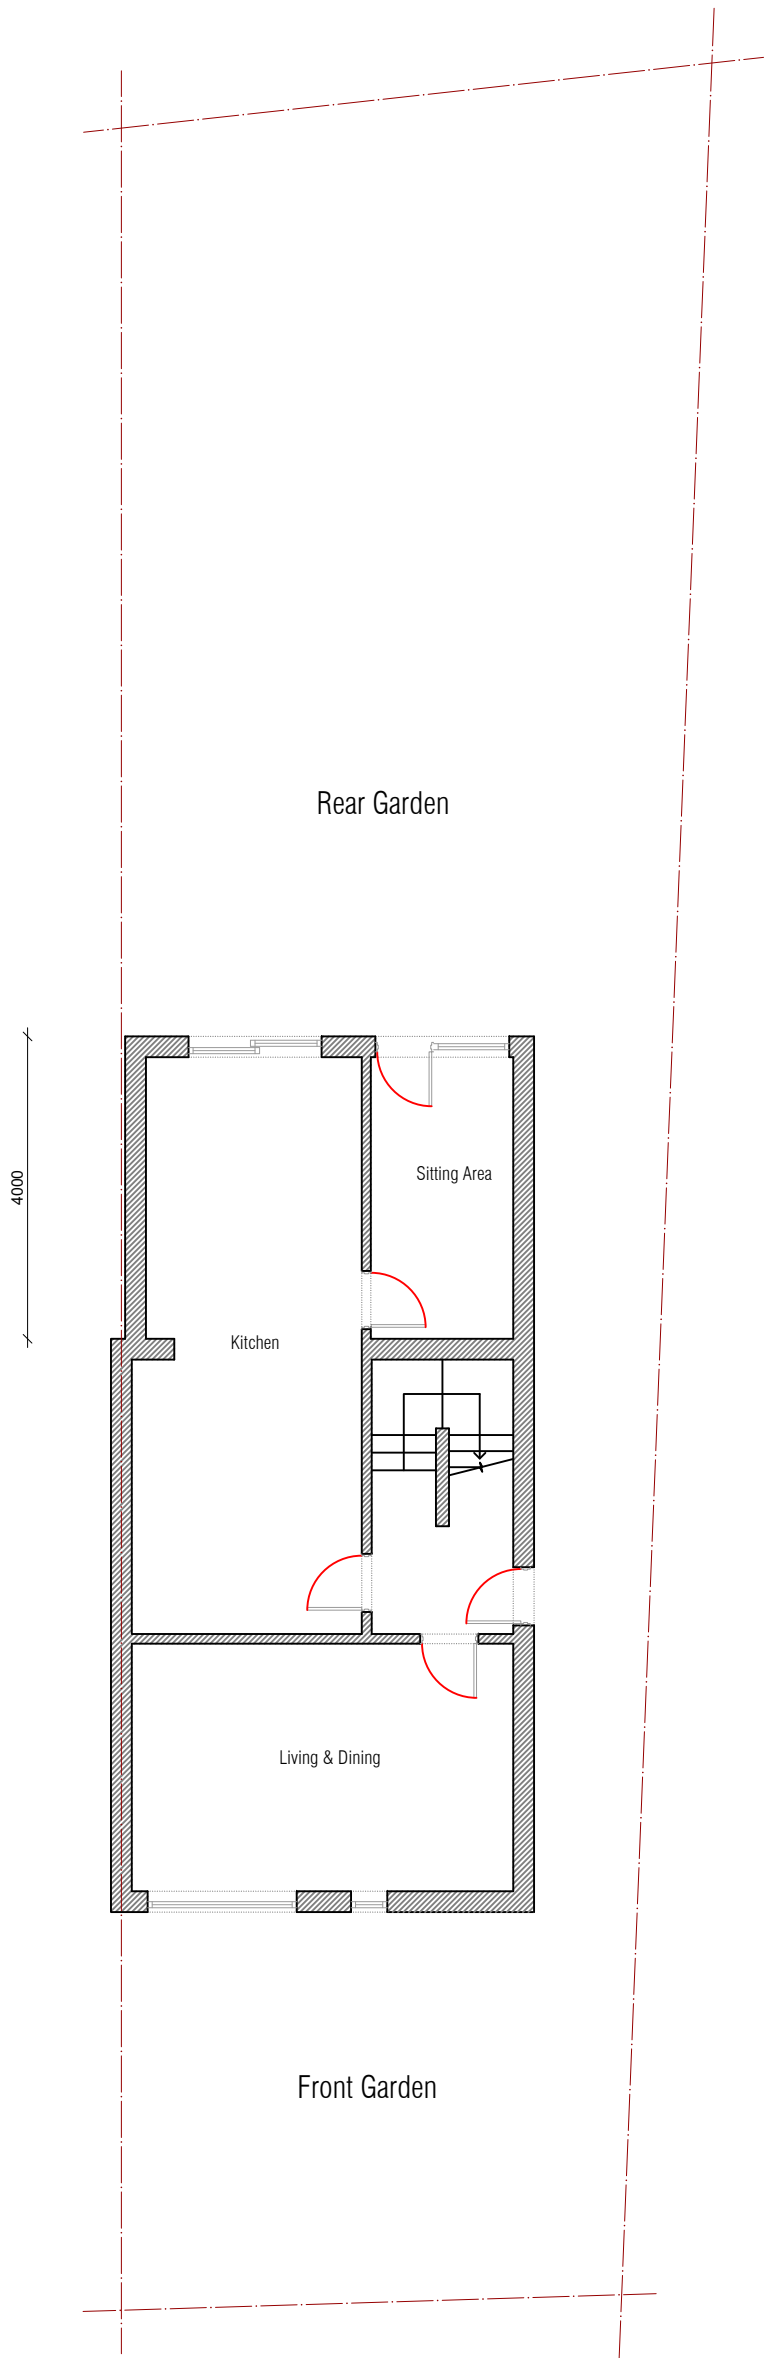 Rear Garden
Sitting Area
4000
Kitchen
Living & Dining
Front Garden